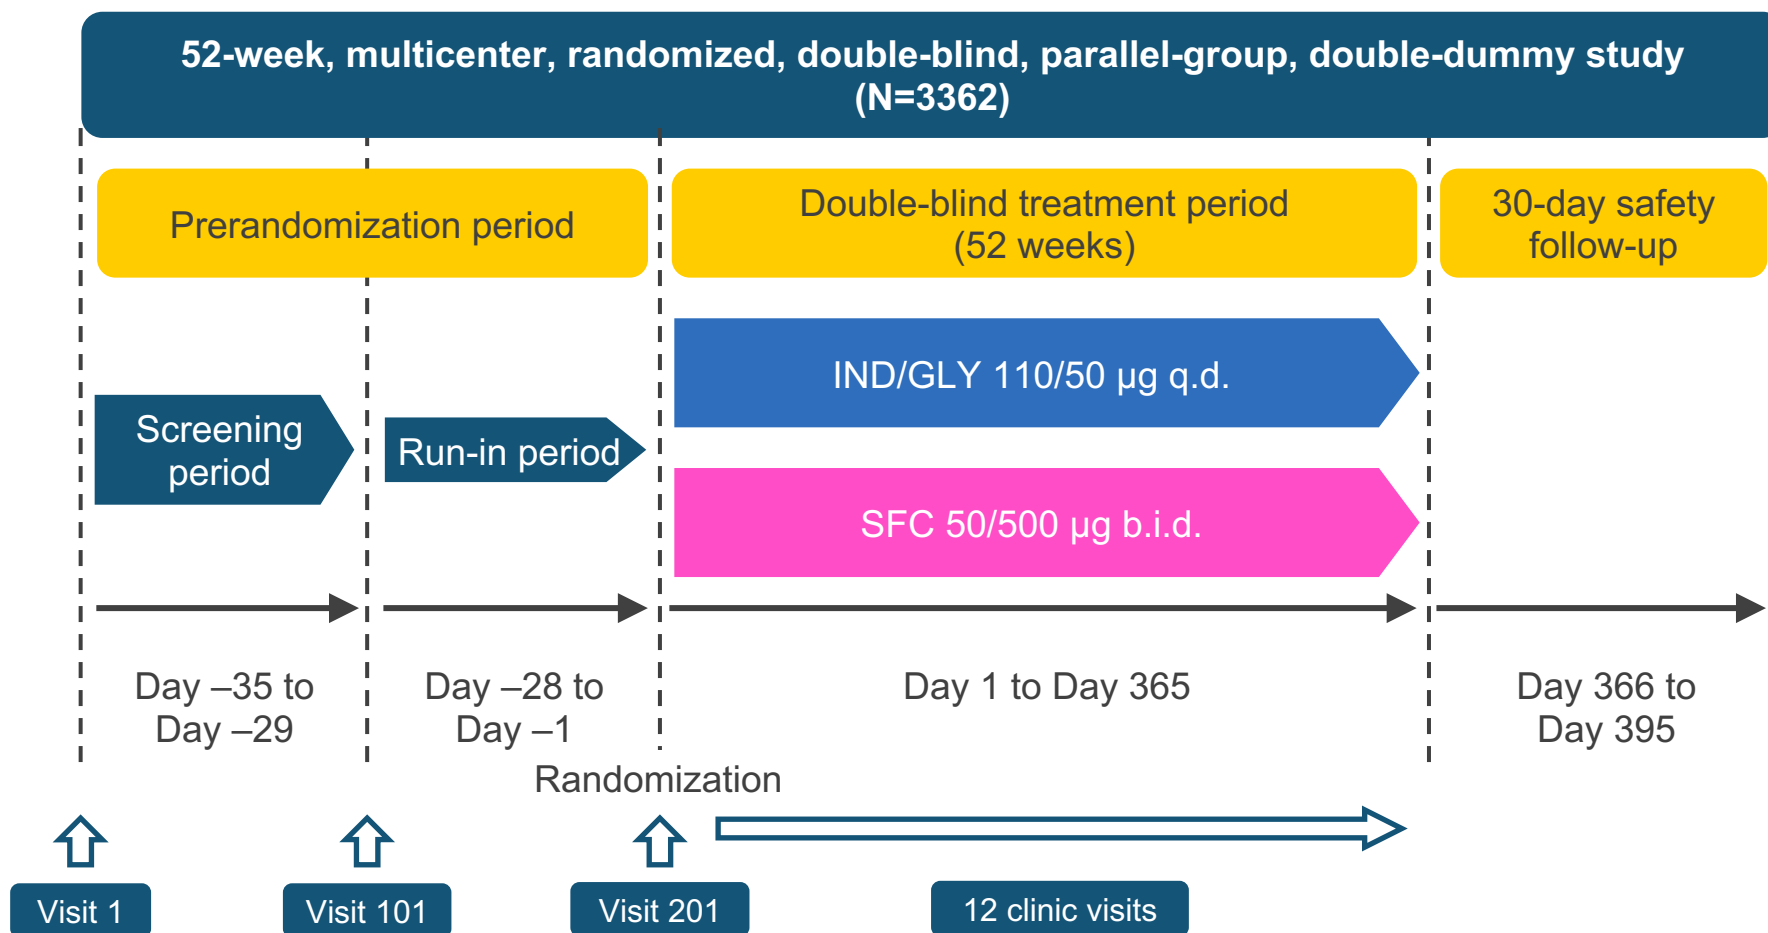 52-week, multicenter, randomized, double-blind, parallel-group, double-dummy study
(N=3362)
Prerandomization period
Double-blind treatment period
(52 weeks)
30-day safety
follow-up
Screening
period
Run-in period
IND/GLY 110/50 µg q.d.
SFC 50/500 µg b.i.d.
Day –35 to
Day –29
Day –28 to
Day –1
Day 1 to Day 365
Day 366 to
Day 395
Randomization
Visit 1
Visit 101
Visit 201
12 clinic visits